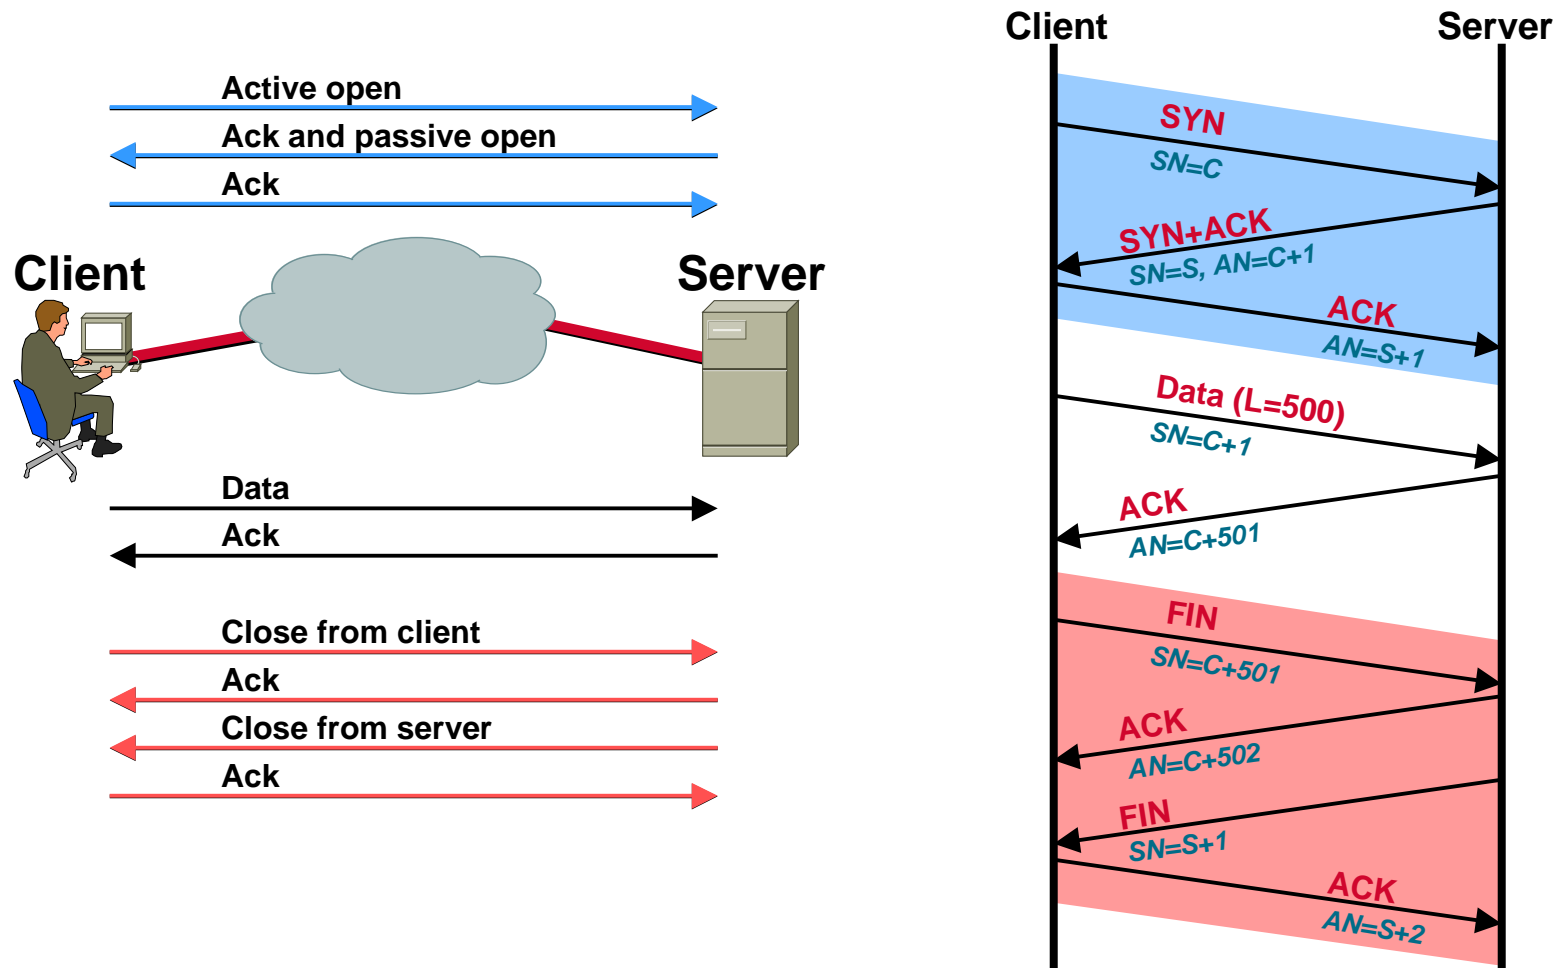 Active open
Ack and passive open
Ack
Client
Server
Data
Ack
Close from client
Ack
Close from server
Ack
Client
Server
SYN
SN=C
SYN+ACK
SN=S, AN=C+1
ACK
AN=S+1
Data (L=500)
SN=C+1
ACK
AN=C+501
FIN
SN=C+501
ACK
AN=C+502
FIN
SN=S+1
ACK
AN=S+2